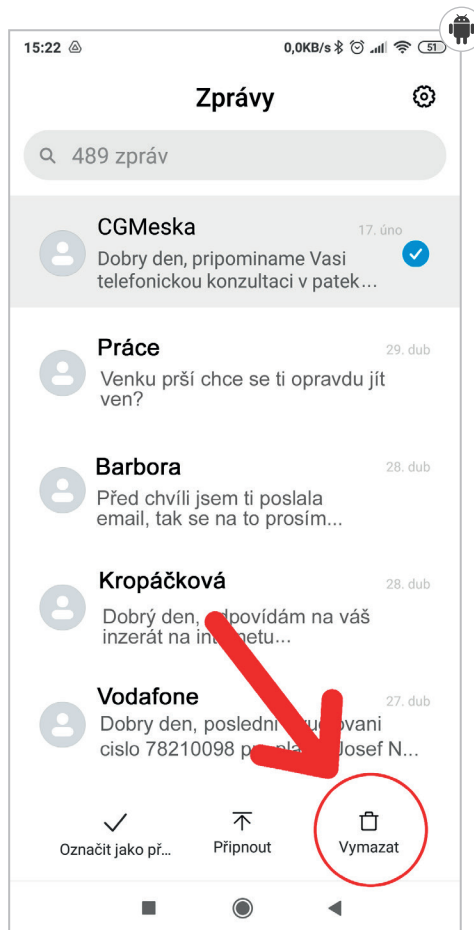 15:22 0,0KB/s 51
Zprávy
489 zpráv
CGMeska 17. úno
Dobry den, pripominame Vasi
telefonickou konzultaci v patek...
Práce 29. dub
Venku prší chce se ti opravdu jít
ven?
Barbora 28. dub
Před chvíli jsem ti poslala
email, tak se na to prosím...
Kropáčková 28. dub
Dobrý den, odpovídám na váš
inzerát na internetu...
Vodafone 27. dub
Dobry den, posledni
cislo 78210098 Josef N...
Označit jako př... Připnout Vymazat